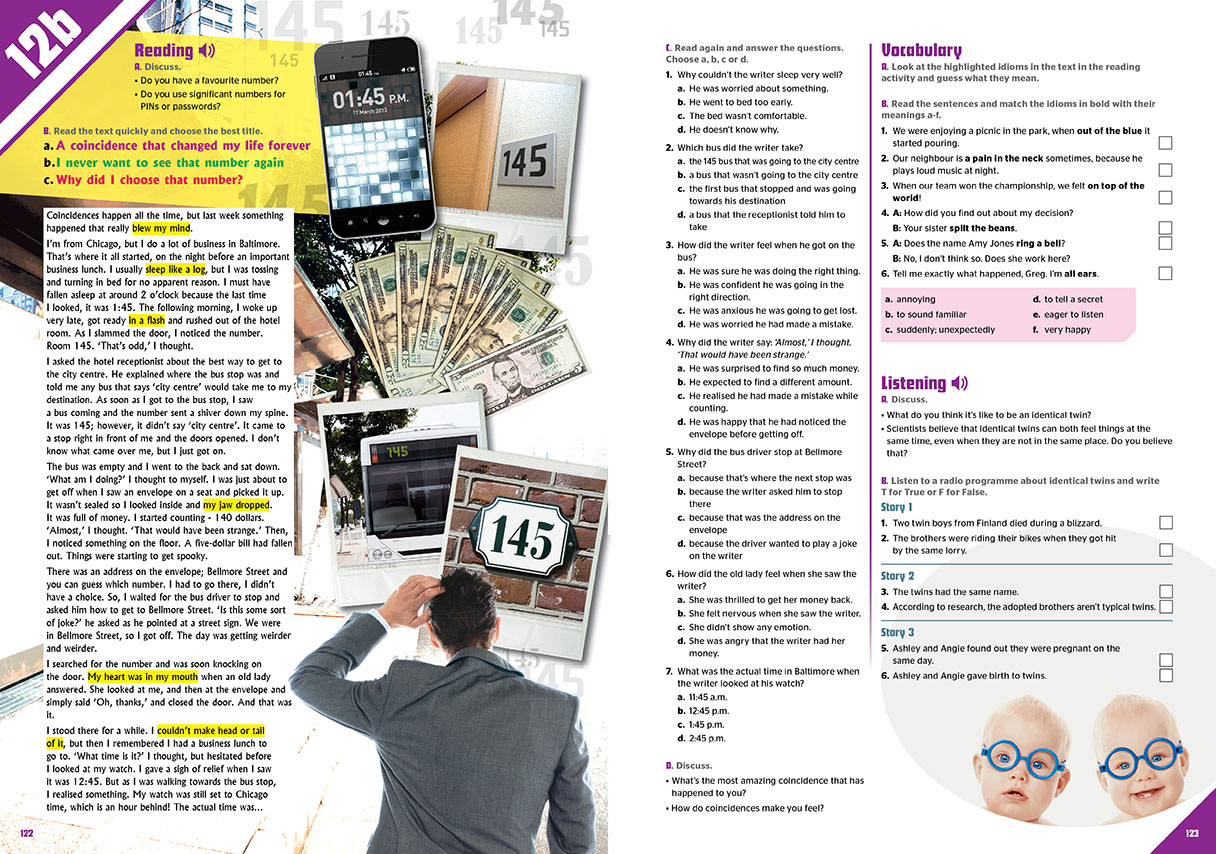 12b
Reading
A. Discuss.
• Do you have a favourite number?
• Do you use significant numbers for
PINs or passwords?
B. Read the text quickly and choose the best title.
a. A coincidence that changed my life forever
b. I never want to see that number again
c. Why did I choose that number?
Coincidences happen all the time, but last week something
happened that really blew my mind.
I'm from Chicago, but I do a lot of business in Baltimore.
That's where it all started, on the night before an important
business lunch. I usually sleep like a log, but I was tossing
and turning in bed for no apparent reason. I must have
fallen asleep at around 2 o'clock because the last time
I looked, it was 1:45. The following morning, I woke up
very late, got ready in a flash and rushed out of the hotel
room. As I slammed the door, I noticed the number.
Room 145. 'That's odd,' I thought.
I asked the hotel receptionist about the best way to get to
the city centre. He explained where the bus stop was and
told me any bus that says 'city centre' would take me to my
destination. As soon as I got to the bus stop, I saw
a bus coming and the number sent a shiver down my spine.
It was 145; however, it didn't say 'city centre'. It came to
a stop right in front of me and the doors opened. I don't
know what came over me, but I just got on.
The bus was empty and I went to the back and sat down.
'What am I doing?' I thought to myself. I was just about to
get off when I saw an envelope on a seat and picked it up.
It wasn't sealed so I looked inside and my jaw dropped.
It was full of money. I started counting - 140 dollars.
'Almost,' I thought. 'That would have been strange.' Then,
I noticed something on the floor. A five-dollar bill had fallen
out. Things were starting to get spooky.
There was an address on the envelope; Bellmore Street and
you can guess which number. I had to go there, I didn't
have a choice. So, I waited for the bus driver to stop and
asked him how to get to Bellmore Street. 'Is this some sort
of joke?' he asked as he pointed at a street sign. We were
in Bellmore Street, so I got off. The day was getting weirder
and weirder.
I searched for the number and was soon knocking on
the door. My heart was in my mouth when an old lady
answered. She looked at me, and then at the envelope and
simply said 'Oh, thanks,' and closed the door. And that was
it.
I stood there for a while. I couldn't make head or tail
of it, but then I remembered I had a business lunch to
go to. 'What time is it?' I thought, but hesitated before
I looked at my watch. I gave a sigh of relief when I saw
it was 12:45. But as I was walking towards the bus stop,
I realised something. My watch was still set to Chicago
time, which is an hour behind! The actual time was...
122
145
145
145
145
145
145
01:45 P.M.
01:45 P.M.
17 March 2013
145
145
145
C. Read again and answer the questions.
Choose a, b, c or d.
1. Why couldn't the writer sleep very well?
a. He was worried about something.
b. He went to bed too early.
c. The bed wasn't comfortable.
d. He doesn't know why.
2. Which bus did the writer take?
a. the 145 bus that was going to the city centre
b. a bus that wasn't going to the city centre
c. the first bus that stopped and was going
towards his destination
d. a bus that the receptionist told him to
take
3. How did the writer feel when he got on the
bus?
a. He was sure he was doing the right thing.
b. He was confident he was going in the
right direction.
c. He was anxious he was going to get lost.
d. He was worried he had made a mistake.
4. Why did the writer say: 'Almost,' I thought.
'That would have been strange.'
a. He was surprised to find so much money.
b. He expected to find a different amount.
c. He realised he had made a mistake while
counting.
d. He was happy that he had noticed the
envelope before getting off.
5. Why did the bus driver stop at Bellmore
Street?
a. because that's where the next stop was
b. because the writer asked him to stop
there
c. because that was the address on the
envelope
d. because the driver wanted to play a joke
on the writer
6. How did the old lady feel when she saw the
writer?
a. She was thrilled to get her money back.
b. She felt nervous when she saw the writer.
c. She didn't show any emotion.
d. She was angry that the writer had her
money.
7. What was the actual time in Baltimore when
the writer looked at his watch?
a. 11:45 a.m.
b. 12:45 p.m.
c. 1:45 p.m.
d. 2:45 p.m.
D. Discuss.
• What's the most amazing coincidence that has
happened to you?
• How do coincidences make you feel?
Vocabulary
A. Look at the highlighted idioms in the text in the reading
activity and guess what they mean.
B. Read the sentences and match the idioms in bold with their
meanings a-f.
1. We were enjoying a picnic in the park, when out of the blue it
started pouring.
2. Our neighbour is a pain in the neck sometimes, because he
plays loud music at night.
3. When our team won the championship, we felt on top of the
world!
4. A: How did you find out about my decision?
B: Your sister spilt the beans.
5. A: Does the name Amy Jones ring a bell?
B: No, I don't think so. Does she work here?
6. Tell me exactly what happened, Greg. I'm all ears.
a. annoying
b. to sound familiar
c. suddenly; unexpectedly
d. to tell a secret
e. eager to listen
f. very happy
Listening
A. Discuss.
• What do you think it's like to be an identical twin?
• Scientists believe that identical twins can both feel things at the
same time, even when they are not in the same place. Do you believe
that?
B. Listen to a radio programme about identical twins and write
T for True or F for False.
Story 1
1. Two twin boys from Finland died during a blizzard.
2. The brothers were riding their bikes when they got hit
by the same lorry.
Story 2
3. The twins had the same name.
4. According to research, the adopted brothers aren't typical twins.
Story 3
5. Ashley and Angie found out they were pregnant on the
same day.
6. Ashley and Angie gave birth to twins.
123